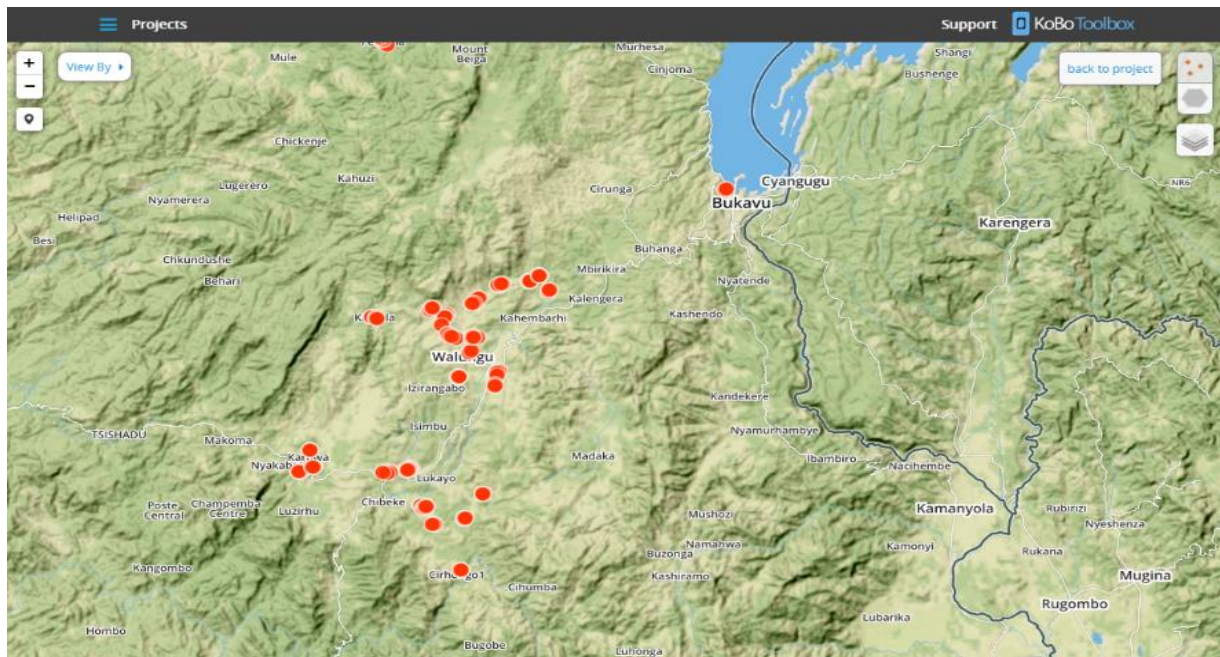 Projects
Support
KoBoToolbox
+
−
View By
back to project
Mule
Mount
Beiga
Murhesa
Cinjoma
Shangi
Bushenge
Chickenje
Kahuzi
Lugerero
Nyamerera
Cirunga
Cyangugu
Bukavu
NR6
Helipad
Besi
Karengera
Chkundushe
Behari
Buhanga
Mbirikira
Nyatende
Kalengera
Kahembarhi
Kashendo
Walungu
Izirangabo
Kandekere
Isimbu
Nyamurhambye
TSISHADU
Makoma
Madaka
Ibambiro
Nacihembe
Lukayo
Poste
Central
Champemba
Centre
Luzirhu
Chibeke
Mushozi
Kamanyola
Rubirizi
Nyeshenza
Namanwa
Buzonga
Kamonyi
Rukana
Kangombo
Cihumba
Kashiramo
Mugina
Rugombo
Lubarika
Hombo
Bugobe
Luhonga